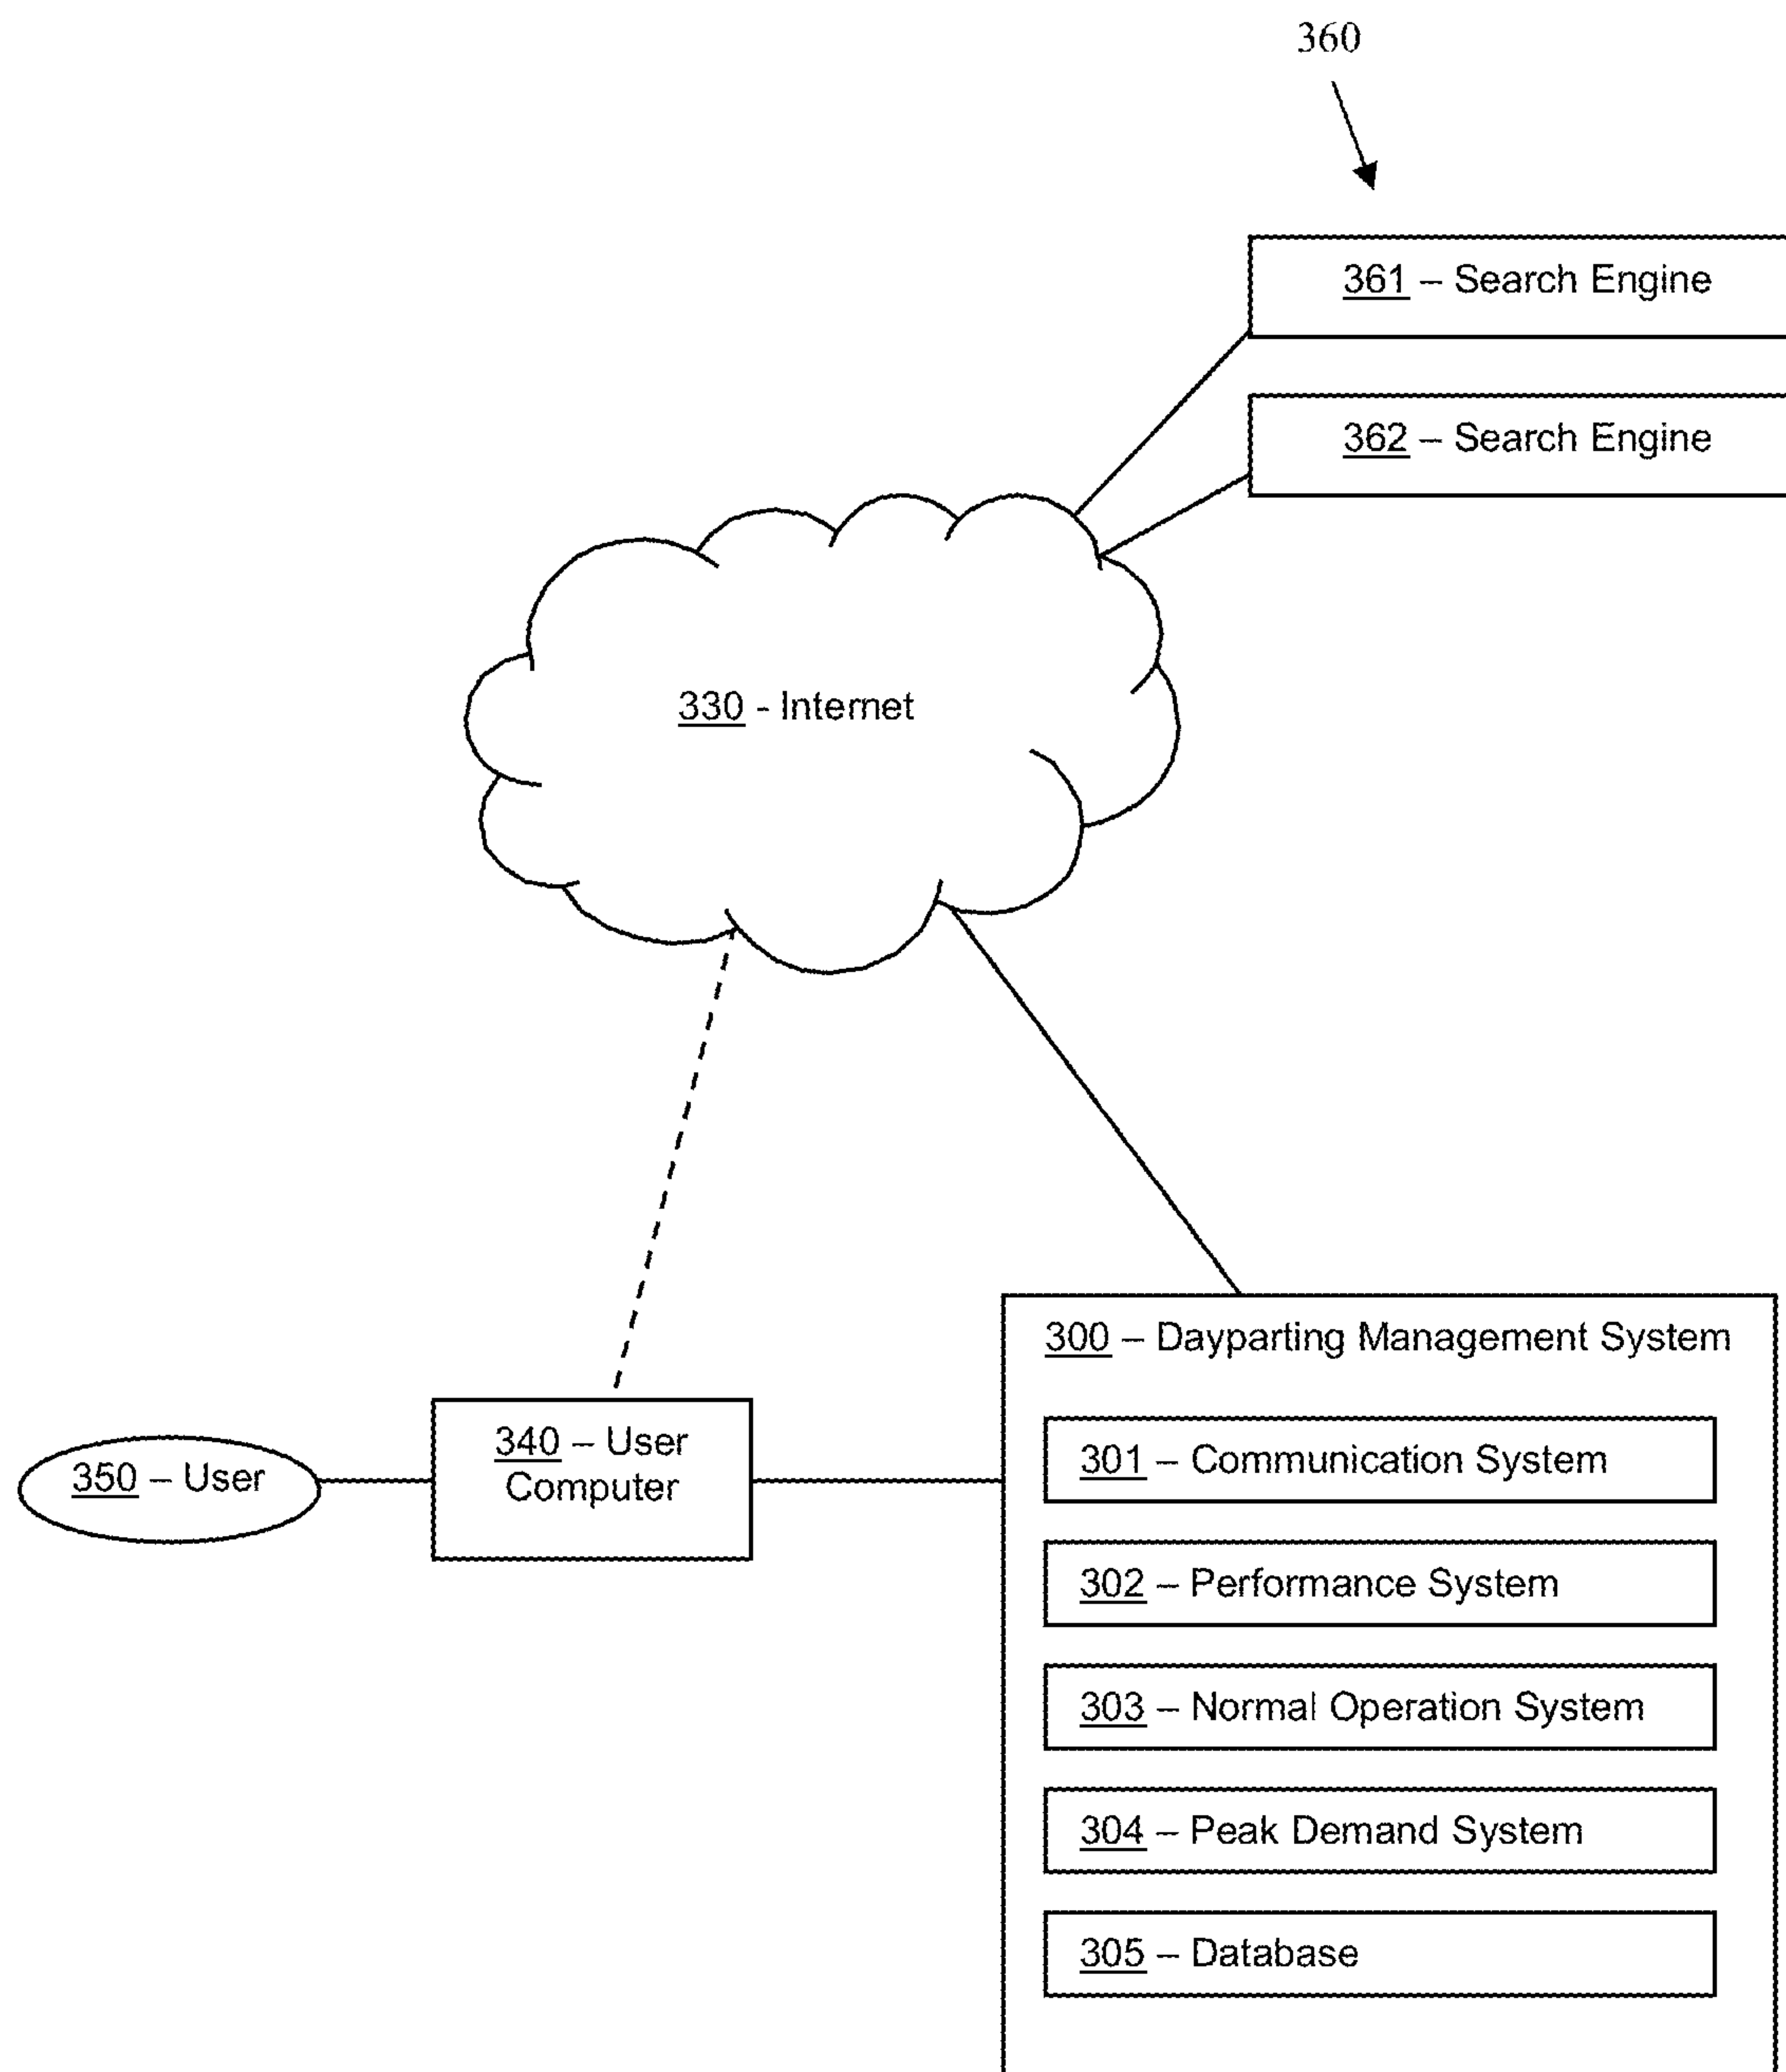 360
361 – Search Engine
362 – Search Engine
330 - Internet
300 – Dayparting Management System
340 – User
Computer
350 – User
301 – Communication System
302 – Performance System
303 – Normal Operation System
304 – Peak Demand System
305 – Database